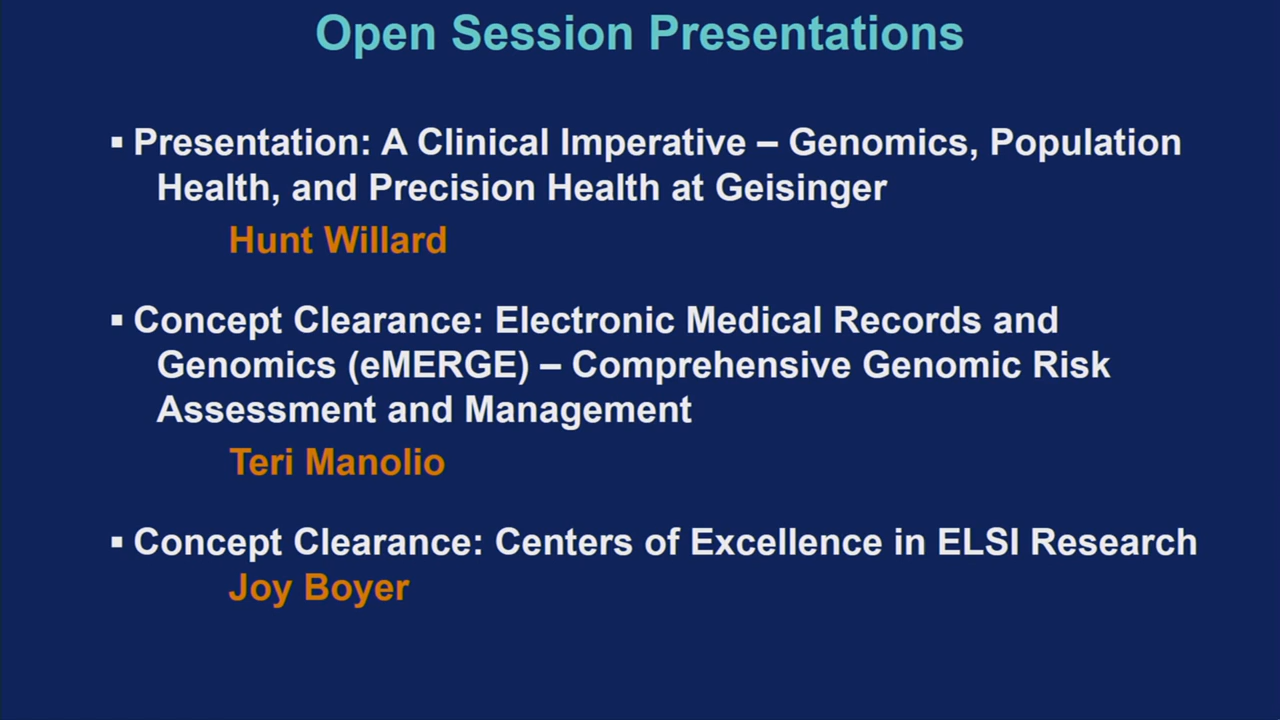 Open Session Presentations
▪ Presentation: A Clinical Imperative – Genomics, Population
Health, and Precision Health at Geisinger
Hunt Willard
▪ Concept Clearance: Electronic Medical Records and
Genomics (eMERGE) – Comprehensive Genomic Risk
Assessment and Management
Teri Manolio
▪ Concept Clearance: Centers of Excellence in ELSI Research
Joy Boyer